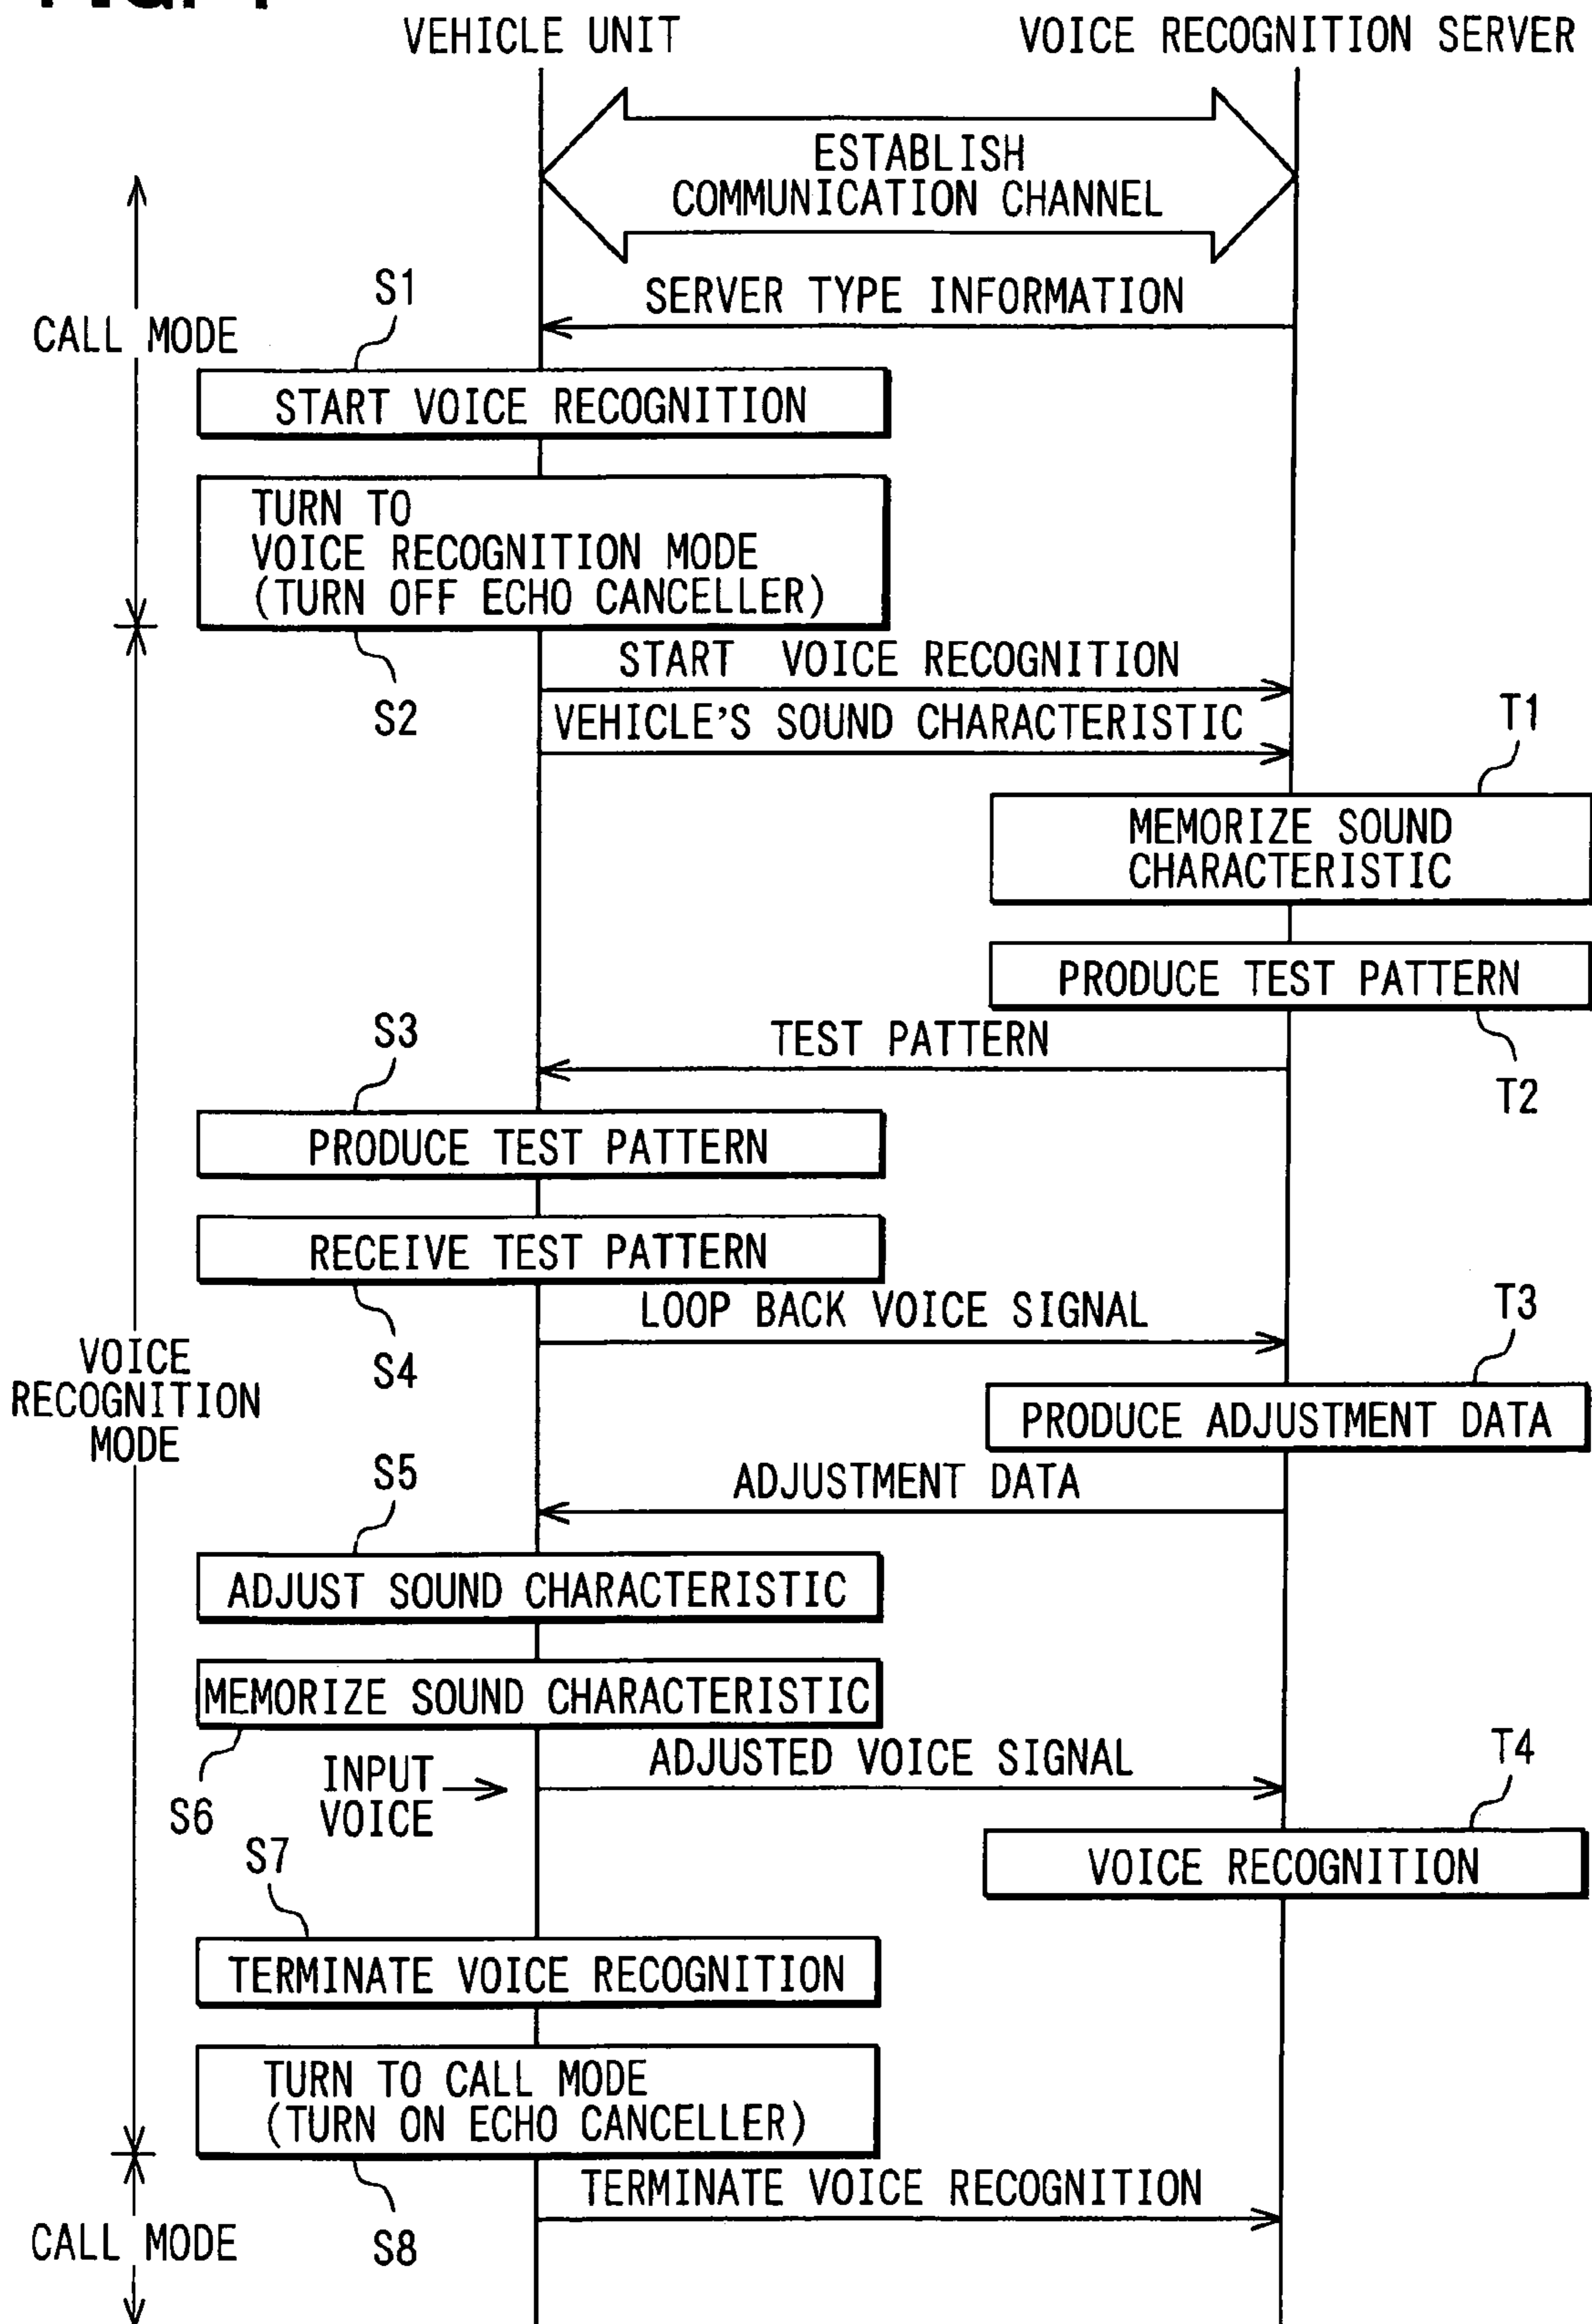 VEHICLE UNIT
VOICE RECOGNITION SERVER
ESTABLISH
COMMUNICATION CHANNEL
SERVER TYPE INFORMATION
S1
CALL MODE
START VOICE RECOGNITION
TURN TO
VOICE RECOGNITION MODE
(TURN OFF ECHO CANCELLER)
START VOICE RECOGNITION
S2
VEHICLE'S SOUND CHARACTERISTIC
T1
MEMORIZE SOUND
CHARACTERISTIC
PRODUCE TEST PATTERN
S3
TEST PATTERN
T2
PRODUCE TEST PATTERN
RECEIVE TEST PATTERN
LOOP BACK VOICE SIGNAL
T3
S4
VOICE
RECOGNITION
MODE
PRODUCE ADJUSTMENT DATA
S5
ADJUSTMENT DATA
ADJUST SOUND CHARACTERISTIC
MEMORIZE SOUND CHARACTERISTIC
ADJUSTED VOICE SIGNAL
T4
INPUT
VOICE
S6
S7
VOICE RECOGNITION
TERMINATE VOICE RECOGNITION
TURN TO CALL MODE
(TURN ON ECHO CANCELLER)
TERMINATE VOICE RECOGNITION
CALL MODE
S8